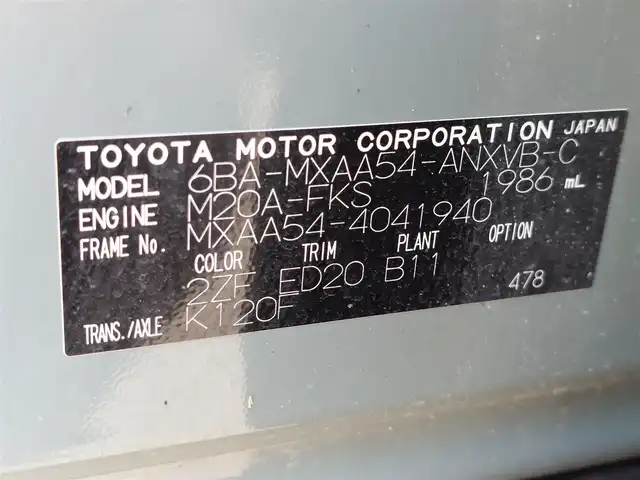 TOYOTA MOTOR CORPORATION JAPAN
MODEL 6BA-MXAA54-ANXVB-C
ENGINE M20A-FKS 1986 mL
FRAME No. MXAA54-4041940
COLOR TRIM PLANT OPTION
2ZF ED20 B11
TRANS./AXLE K120F 478